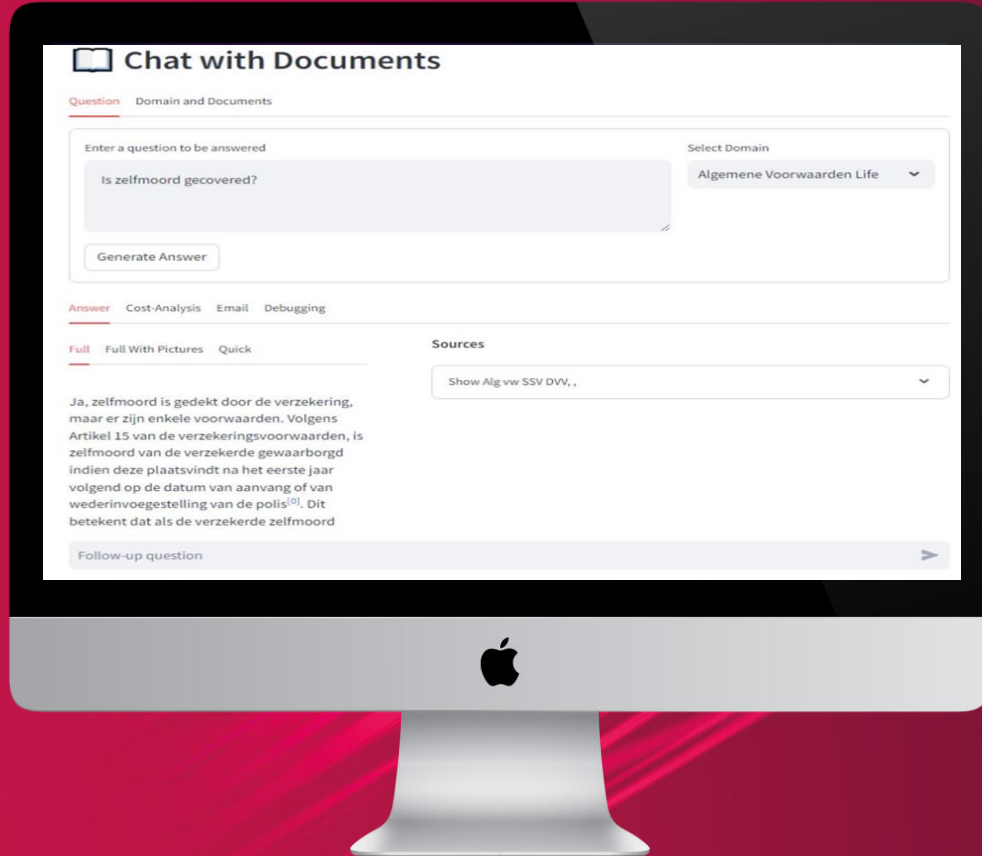 Chat with Documents
Question Domain and Documents
Enter a question to be answered
Select Domain
Is zelfmoord gecovered?
Algemene Voorwaarden Life
Generate Answer
Answer Cost-Analysis Email Debugging
Full Full With Pictures Quick
Sources
Show Alg vw SSV DVV, ,
Ja, zelfmoord is gedekt door de verzekering,
maar er zijn enkele voorwaarden. Volgens
Artikel 15 van de verzekeringsvoorwaarden, is
zelfmoord van de verzekerde gewaarborgd
indien deze plaatsvindt na het eerste jaar
volgend op de datum van aanvang of van
wederinvoegestelling van de polis[0]. Dit
betekent dat als de verzekerde zelfmoord
Follow-up question